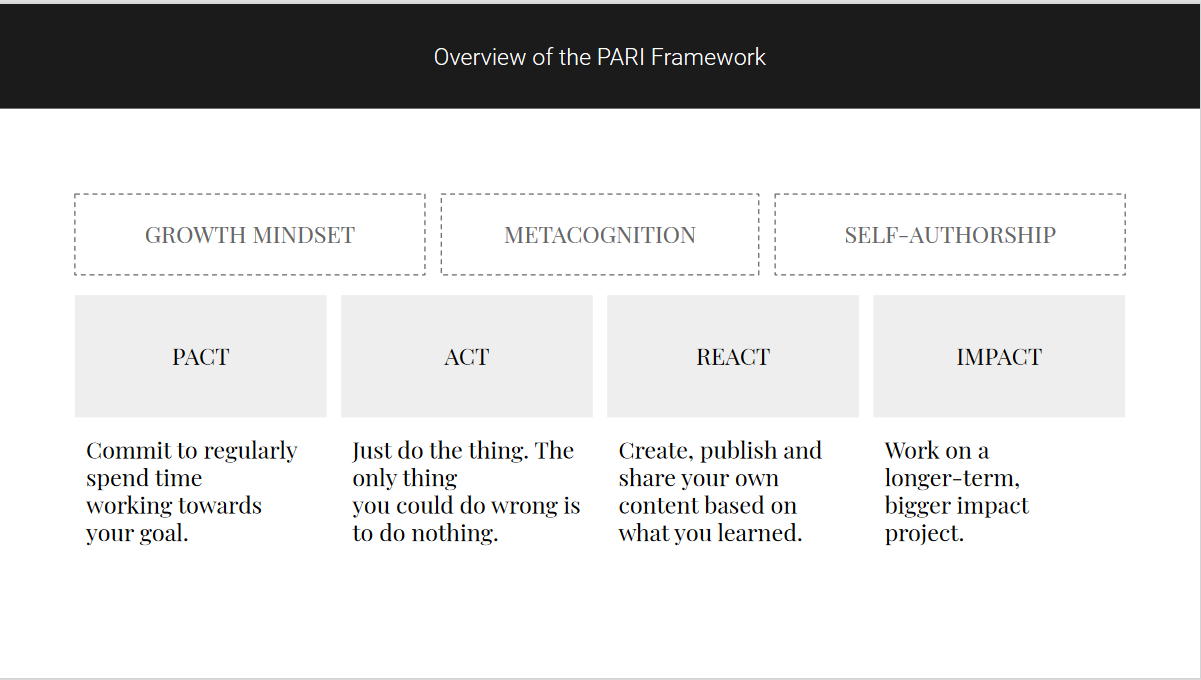 Overview of the PARI Framework
GROWTH MINDSET
METACOGNITION
SELF-AUTHORSHIP
PACT
ACT
REACT
IMPACT
Commit to regularly
spend time
working towards
your goal.
Just do the thing. The
only thing
you could do wrong is
to do nothing.
Create, publish and
share your own
content based on
what you learned.
Work on a
longer-term,
bigger impact
project.